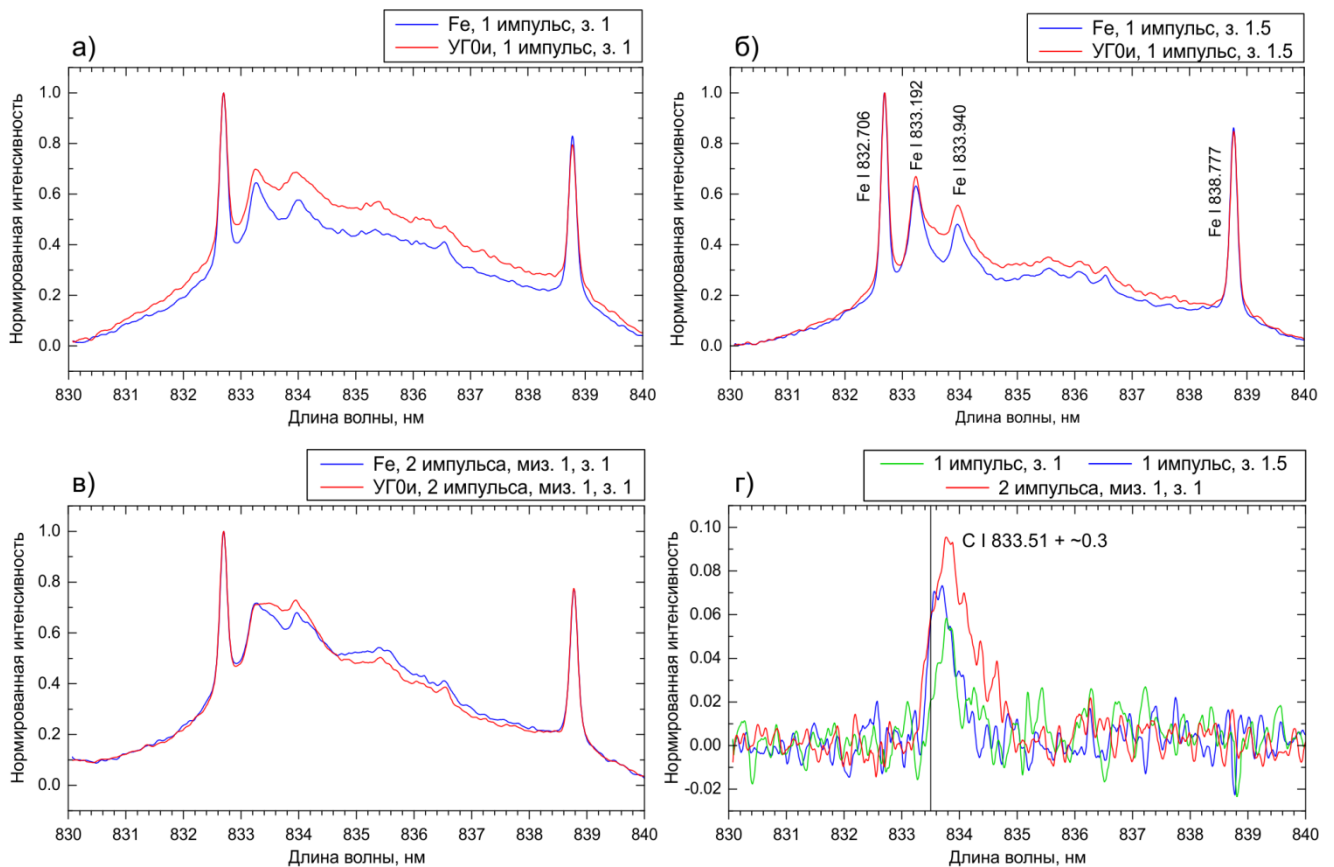 а)
Fe, 1 импульс, з. 1
УГ0и, 1 импульс, з. 1
Нормированная интенсивность
1.0
0.8
0.6
0.4
0.2
0.0
830 831 832 833 834 835 836 837 838 839 840
Длина волны, нм
б)
Fe, 1 импульс, з. 1.5
УГ0и, 1 импульс, з. 1.5
Нормированная интенсивность
1.0
0.8
0.6
0.4
0.2
0.0
Fe I 832.706
Fe I 833.192
Fe I 833.940
Fe I 838.777
830 831 832 833 834 835 836 837 838 839 840
Длина волны, нм
в)
Fe, 2 импульса, миз. 1, з. 1
УГ0и, 2 импульса, миз. 1, з. 1
Нормированная интенсивность
1.0
0.8
0.6
0.4
0.2
0.0
830 831 832 833 834 835 836 837 838 839 840
Длина волны, нм
г)
1 импульс, з. 1 1 импульс, з. 1.5
2 импульса, миз. 1, з. 1
Нормированная интенсивность
0.10
0.08
0.06
0.04
0.02
0.00
-0.02
C I 833.51 + ~0.3
830 831 832 833 834 835 836 837 838 839 840
Длина волны, нм